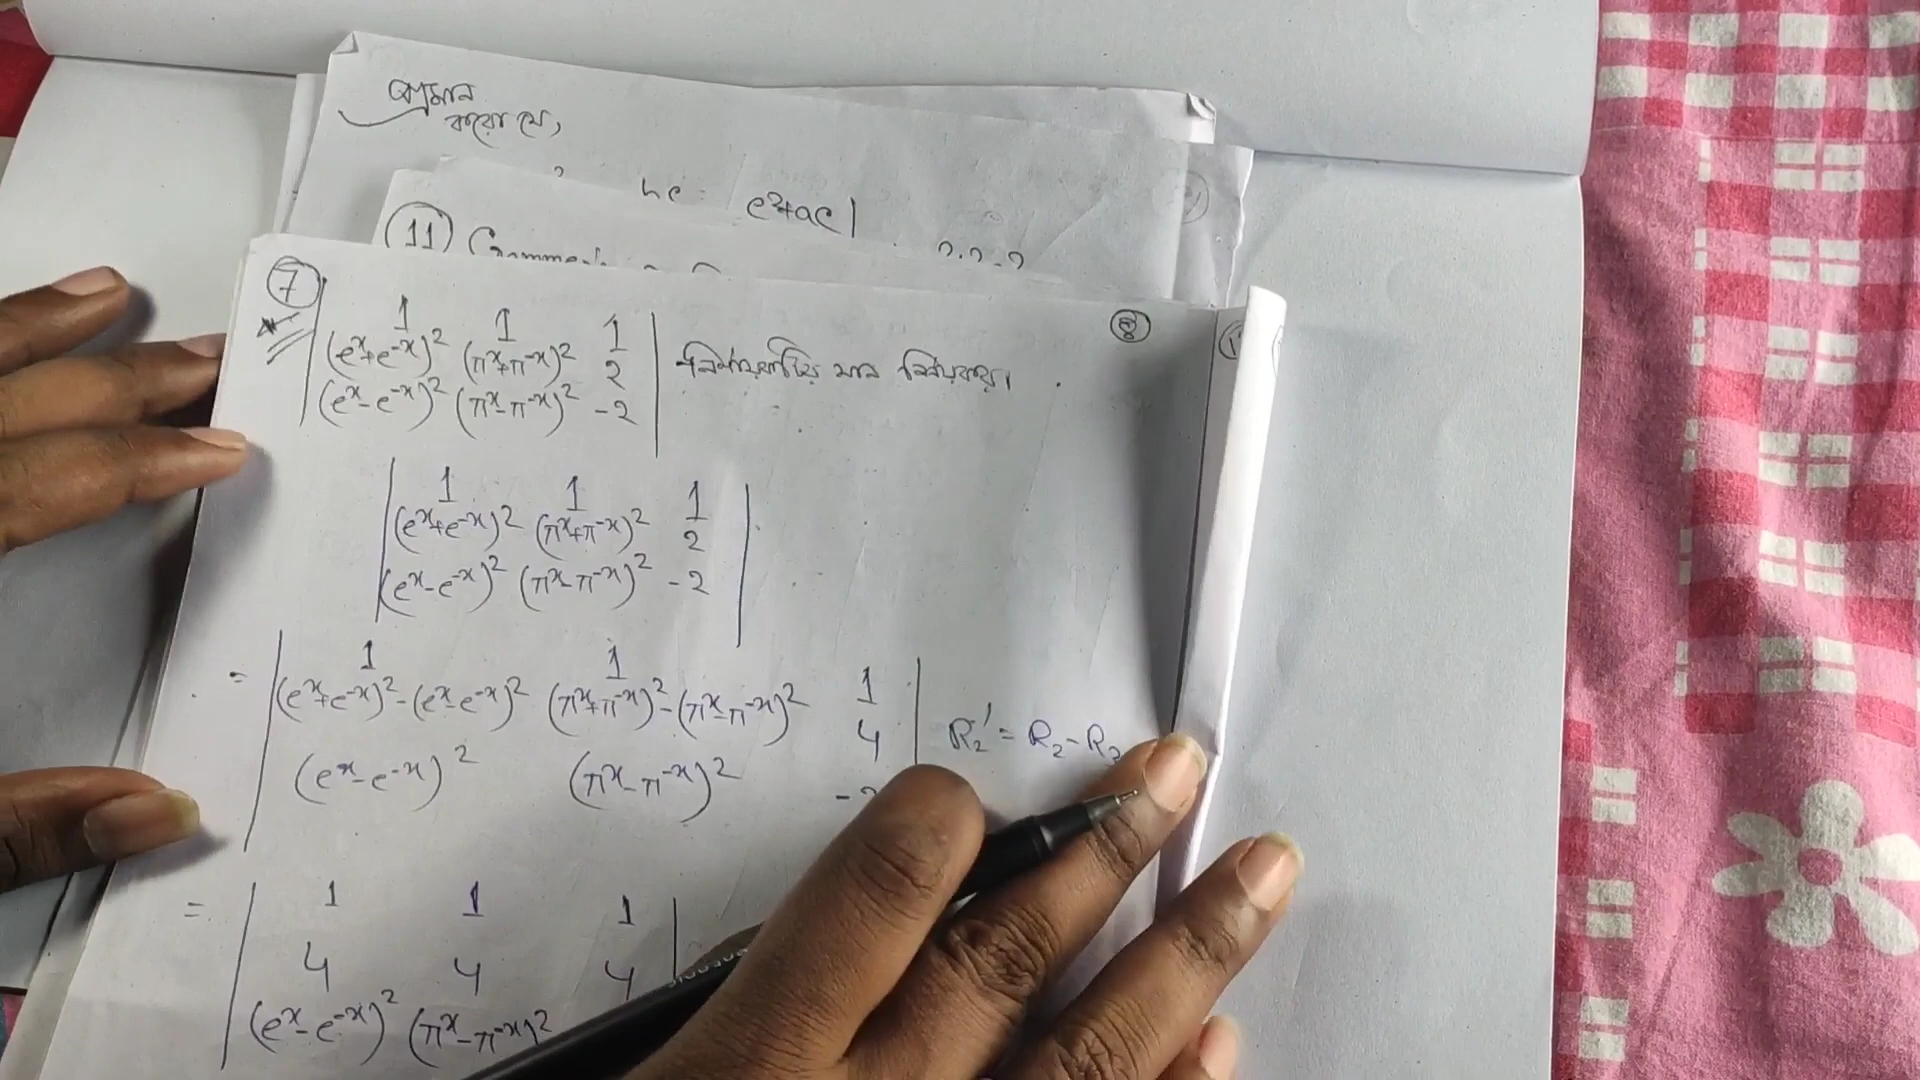 প্রমান
করো যে,
c²+ac|
(11)
(7)
(8)
| 1 1 1 |
| (eˣ+e⁻ˣ)² (πˣ+π⁻ˣ)² 2 | নির্ণায়কটির মান নির্ণয় করো।
| (eˣ-e⁻ˣ)² (πˣ-π⁻ˣ)² -2 |
| 1 1 1 |
| (eˣ+e⁻ˣ)² (πˣ+π⁻ˣ)² 2 |
| (eˣ-e⁻ˣ)² (πˣ-π⁻ˣ)² -2 |
= | 1 1 1 |
| (eˣ+e⁻ˣ)²-(eˣ-e⁻ˣ)² (πˣ+π⁻ˣ)²-(πˣ-π⁻ˣ)² 4 | R₂' = R₂-R
| (eˣ-e⁻ˣ)² (πˣ-π⁻ˣ)² -2
= | 1 1 1 |
| 4 4 4 |
| (eˣ-e⁻ˣ)² (πˣ-π⁻ˣ)²